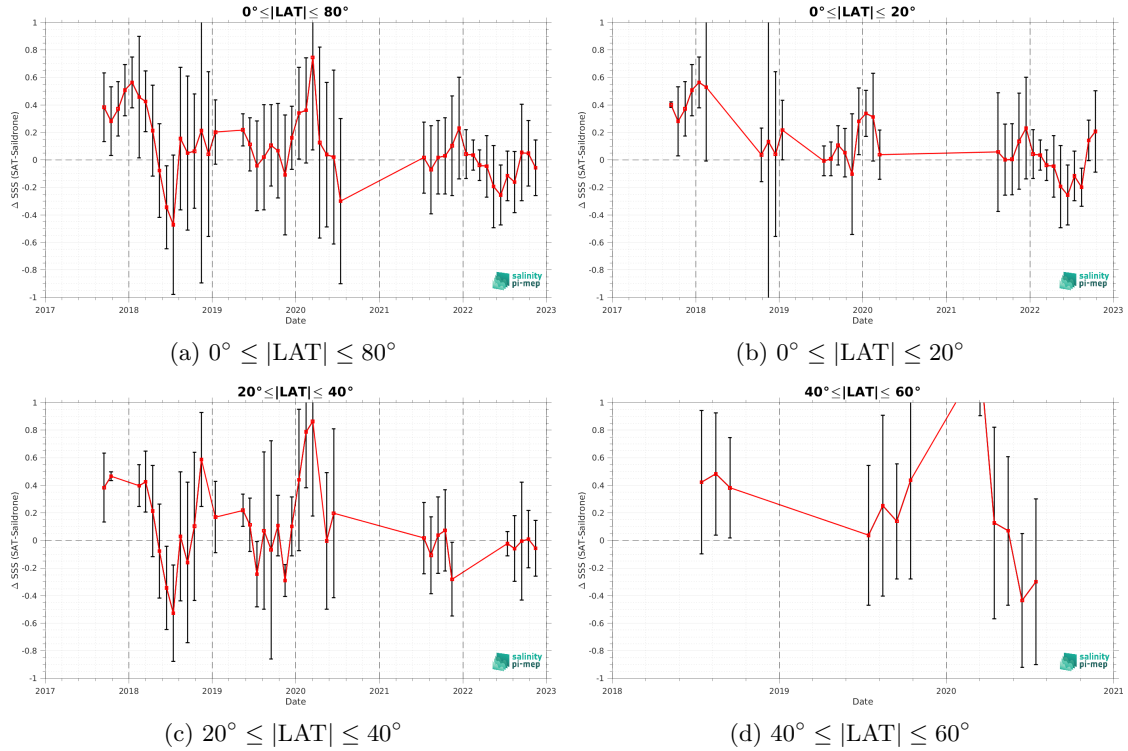 0°≤|LAT|≤ 80°
Δ SSS (SAT-Saildrone)
1
0.8
0.6
0.4
0.2
0
-0.2
-0.4
-0.6
-0.8
-1
2017
2018
2019
2020
2021
2022
2023
Date
salinity
pi-mep
(a) 0° ≤ |LAT| ≤ 80°
0°≤|LAT|≤ 20°
Δ SSS (SAT-Saildrone)
1
0.8
0.6
0.4
0.2
0
-0.2
-0.4
-0.6
-0.8
-1
2017
2018
2019
2020
2021
2022
2023
Date
salinity
pi-mep
(b) 0° ≤ |LAT| ≤ 20°
20°≤|LAT|≤ 40°
Δ SSS (SAT-Saildrone)
1
0.8
0.6
0.4
0.2
0
-0.2
-0.4
-0.6
-0.8
-1
2017
2018
2019
2020
2021
2022
2023
Date
salinity
pi-mep
(c) 20° ≤ |LAT| ≤ 40°
40°≤|LAT|≤ 60°
Δ SSS (SAT-Saildrone)
1
0.8
0.6
0.4
0.2
0
-0.2
-0.4
-0.6
-0.8
-1
2018
2019
2020
2021
Date
salinity
pi-mep
(d) 40° ≤ |LAT| ≤ 60°